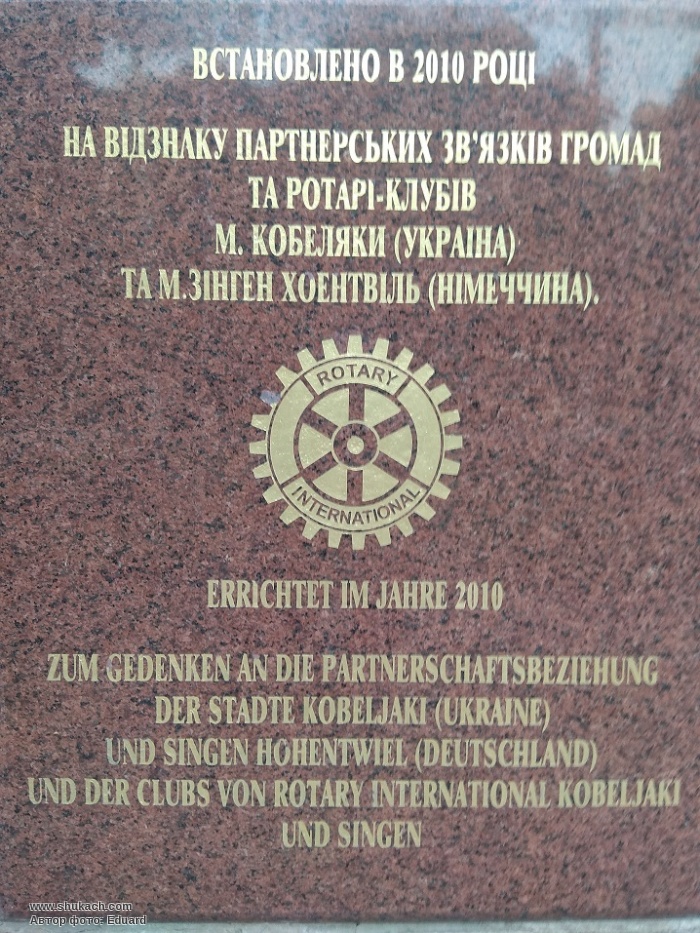 ВСТАНОВЛЕНО В 2010 РОЦІ
НА ВІДЗНАКУ ПАРТНЕРСЬКИХ ЗВ'ЯЗКІВ ГРОМАД
ТА РОТАРІ-КЛУБІВ
М. КОБЕЛЯКИ (УКРАЇНА)
ТА М.ЗІНГЕН ХОЕНТВІЛЬ (НІМЕЧЧИНА).
ROTARY
INTERNATIONAL
ERRICHTET IM JAHRE 2010
ZUM GEDENKEN AN DIE PARTNERSCHAFTSBEZIEHUNG
DER STADTE KOBELJAKI (UKRAINE)
UND SINGEN HOHENTWIEL (DEUTSCHLAND)
UND DER CLUBS VON ROTARY INTERNATIONAL KOBELJAKI
UND SINGEN
www.shukach.com
Автор фото: Eduard